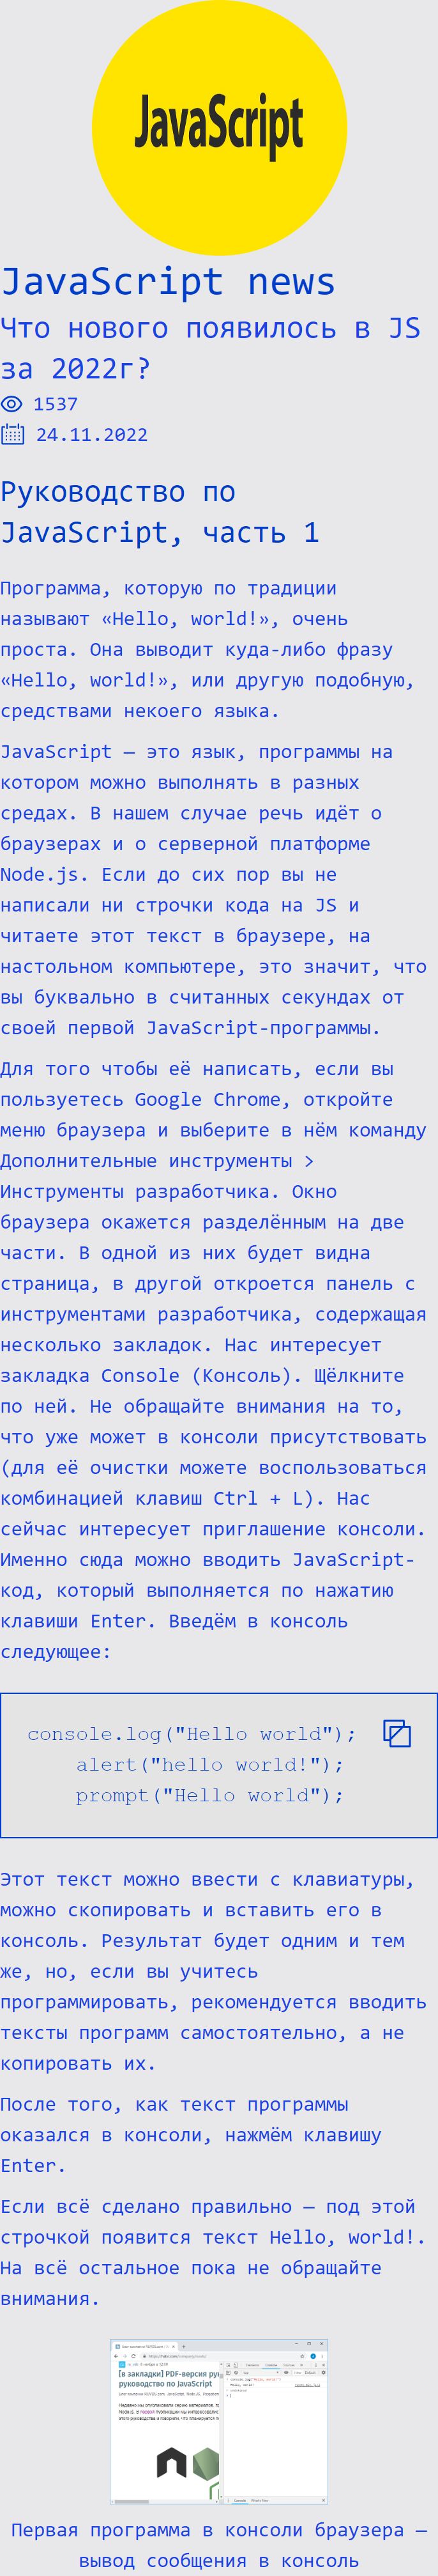 JavaScript
JavaScript news
Что нового появилось в JS
за 2022г?
1537
24.11.2022
Руководство по
JavaScript, часть 1
Программа, которую по традиции
называют «Hello, world!», очень
проста. Она выводит куда-либо фразу
«Hello, world!», или другую подобную,
средствами некоего языка.
JavaScript — это язык, программы на
котором можно выполнять в разных
средах. В нашем случае речь идёт о
браузерах и о серверной платформе
Node.js. Если до сих пор вы не
написали ни строчки кода на JS и
читаете этот текст в браузере, на
настольном компьютере, это значит, что
вы буквально в считанных секундах от
своей первой JavaScript-программы.
Для того чтобы её написать, если вы
пользуетесь Google Chrome, откройте
меню браузера и выберите в нём команду
Дополнительные инструменты >
Инструменты разработчика. Окно
браузера окажется разделённым на две
части. В одной из них будет видна
страница, в другой откроется панель с
инструментами разработчика, содержащая
несколько закладок. Нас интересует
закладка Console (Консоль). Щёлкните
по ней. Не обращайте внимания на то,
что уже может в консоли присутствовать
(для её очистки можете воспользоваться
комбинацией клавиш Ctrl + L). Нас
сейчас интересует приглашение консоли.
Именно сюда можно вводить JavaScript-
код, который выполняется по нажатию
клавиши Enter. Введём в консоль
следующее:
console.log("Hello world");
alert("hello world!");
prompt("Hello world");
Этот текст можно ввести с клавиатуры,
можно скопировать и вставить его в
консоль. Результат будет одним и тем
же, но, если вы учитесь
программировать, рекомендуется вводить
тексты программ самостоятельно, а не
копировать их.
После того, как текст программы
оказался в консоли, нажмём клавишу
Enter.
Если всё сделано правильно — под этой
строчкой появится текст Hello, world!.
На всё остальное пока не обращайте
внимания.
[в закладки] PDF-версия рук
руководство по JavaScript
Первая программа в консоли браузера —
вывод сообщения в консоль